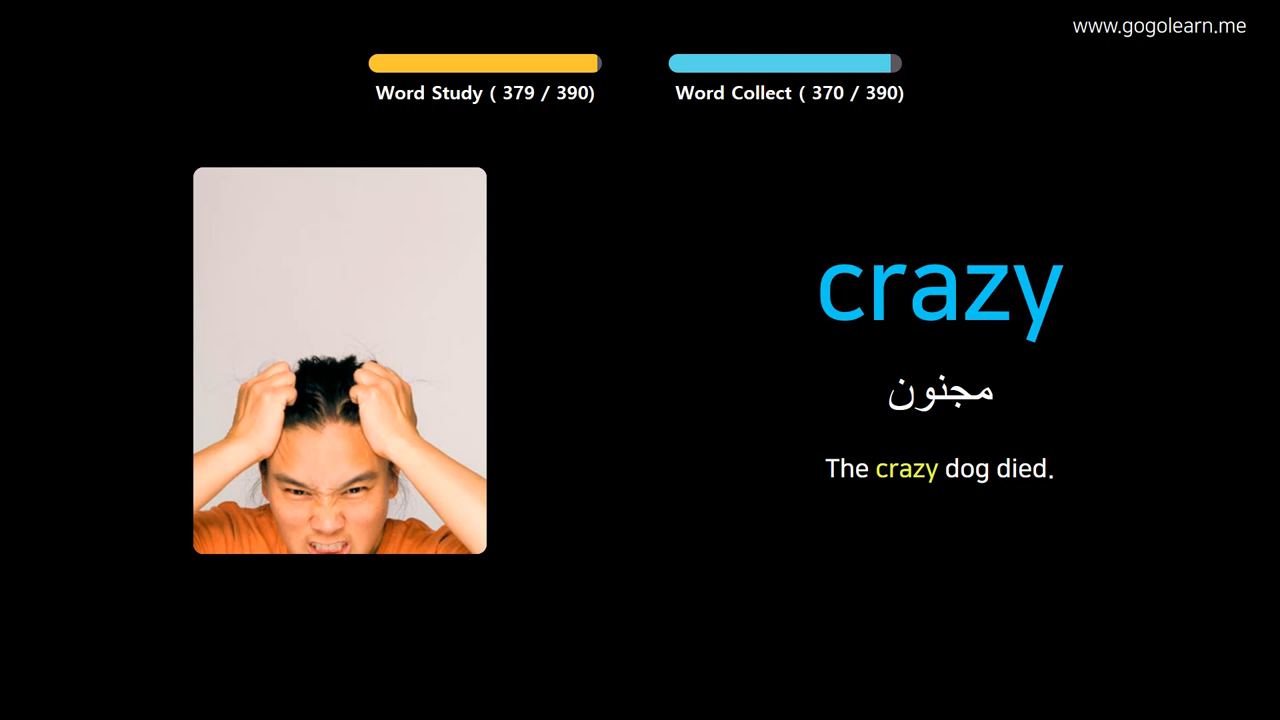 www.gogolearn.me
Word Study ( 379 / 390)
Word Collect ( 370 / 390)
crazy
مجنون
The crazy dog died.